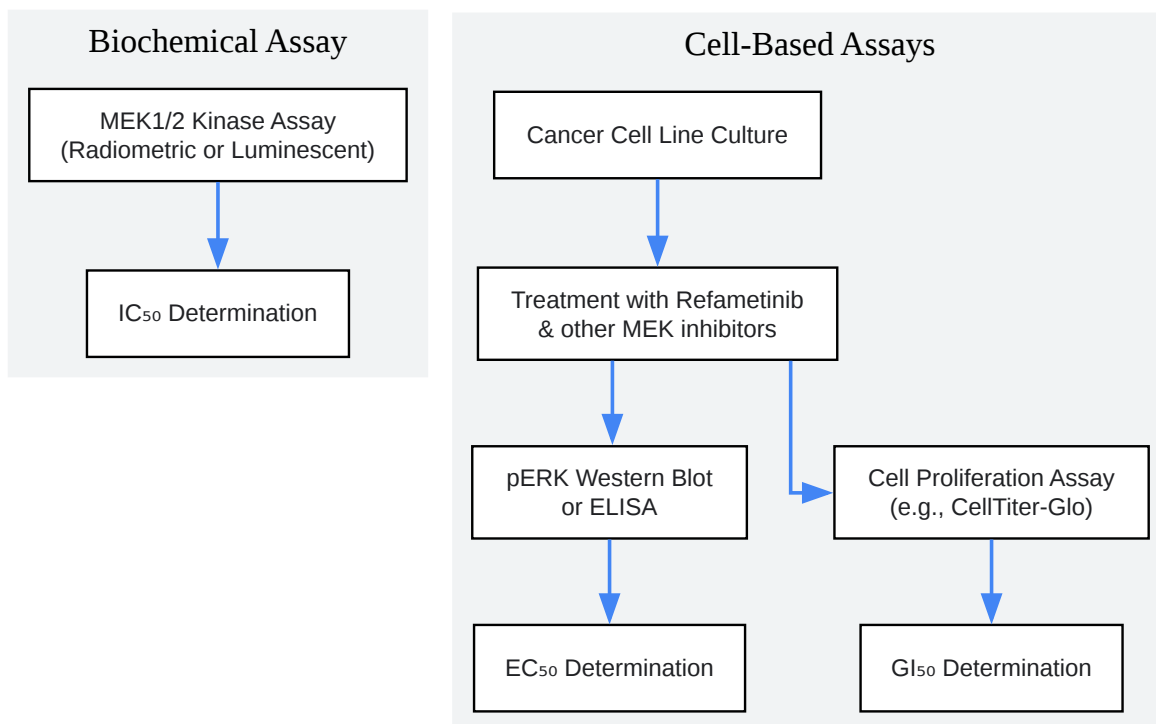 Biochemical Assay
MEK1/2 Kinase Assay
(Radiometric or Luminescent)
IC₅₀ Determination
Cell-Based Assays
Cancer Cell Line Culture
Treatment with Refametinib
& other MEK inhibitors
pERK Western Blot
or ELISA
Cell Proliferation Assay
(e.g., CellTiter-Glo)
EC₅₀ Determination
GI₅₀ Determination